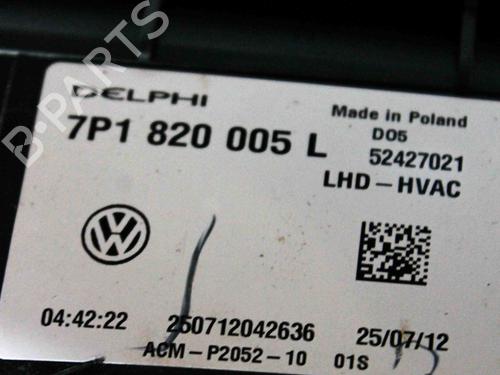 B-PARTS
DELPHI
7P1 820 005 L
Made in Poland
D05
52427021
LHD-HVAC
04:42:22
250712042636
25/07/12
ACM-P2052-10
01S